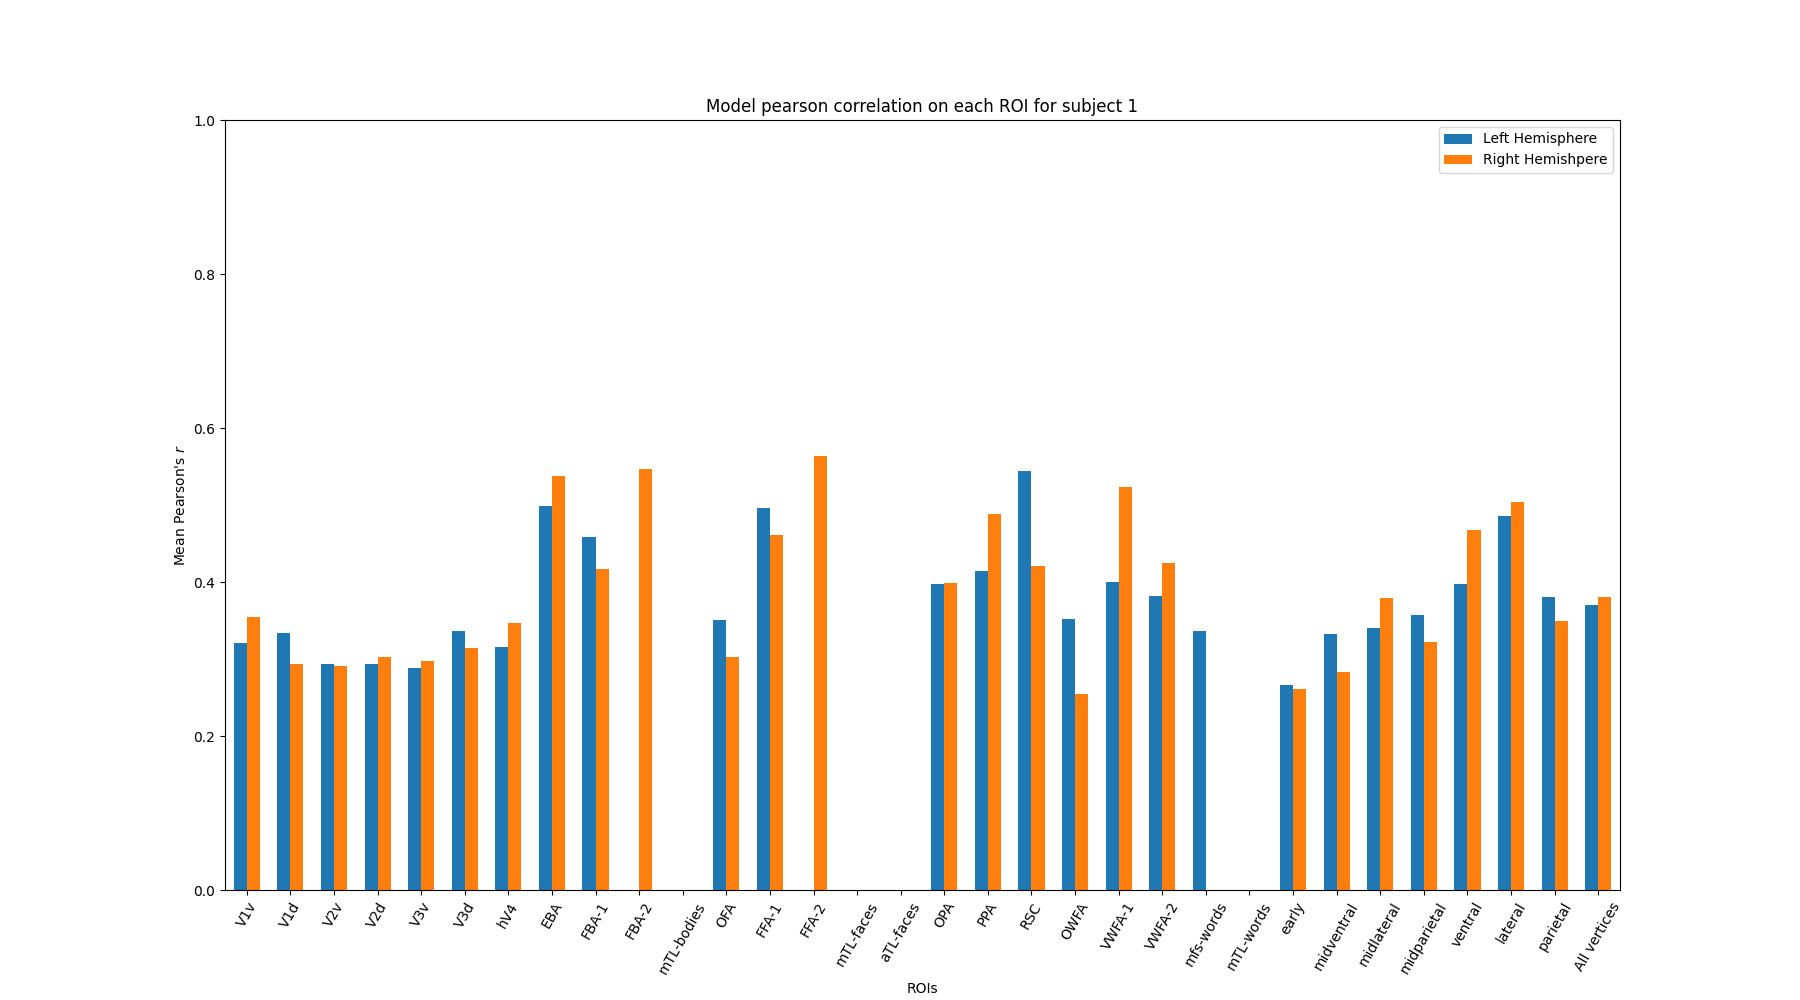 Model pearson correlation on each ROI for subject 1
1.0
0.8
0.6
0.4
0.2
0.0
Mean Pearson's r
Left Hemisphere
Right Hemishpere
V1v
V1d
V2v
V2d
V3v
V3d
hV4
EBA
FBA-1
FBA-2
mTL-bodies
OFA
FFA-1
FFA-2
mTL-faces
aTL-faces
OPA
PPA
RSC
OWFA
VWFA-1
VWFA-2
mfs-words
mTL-words
early
midventral
midlateral
midparietal
ventral
lateral
parietal
All vertices
ROIs